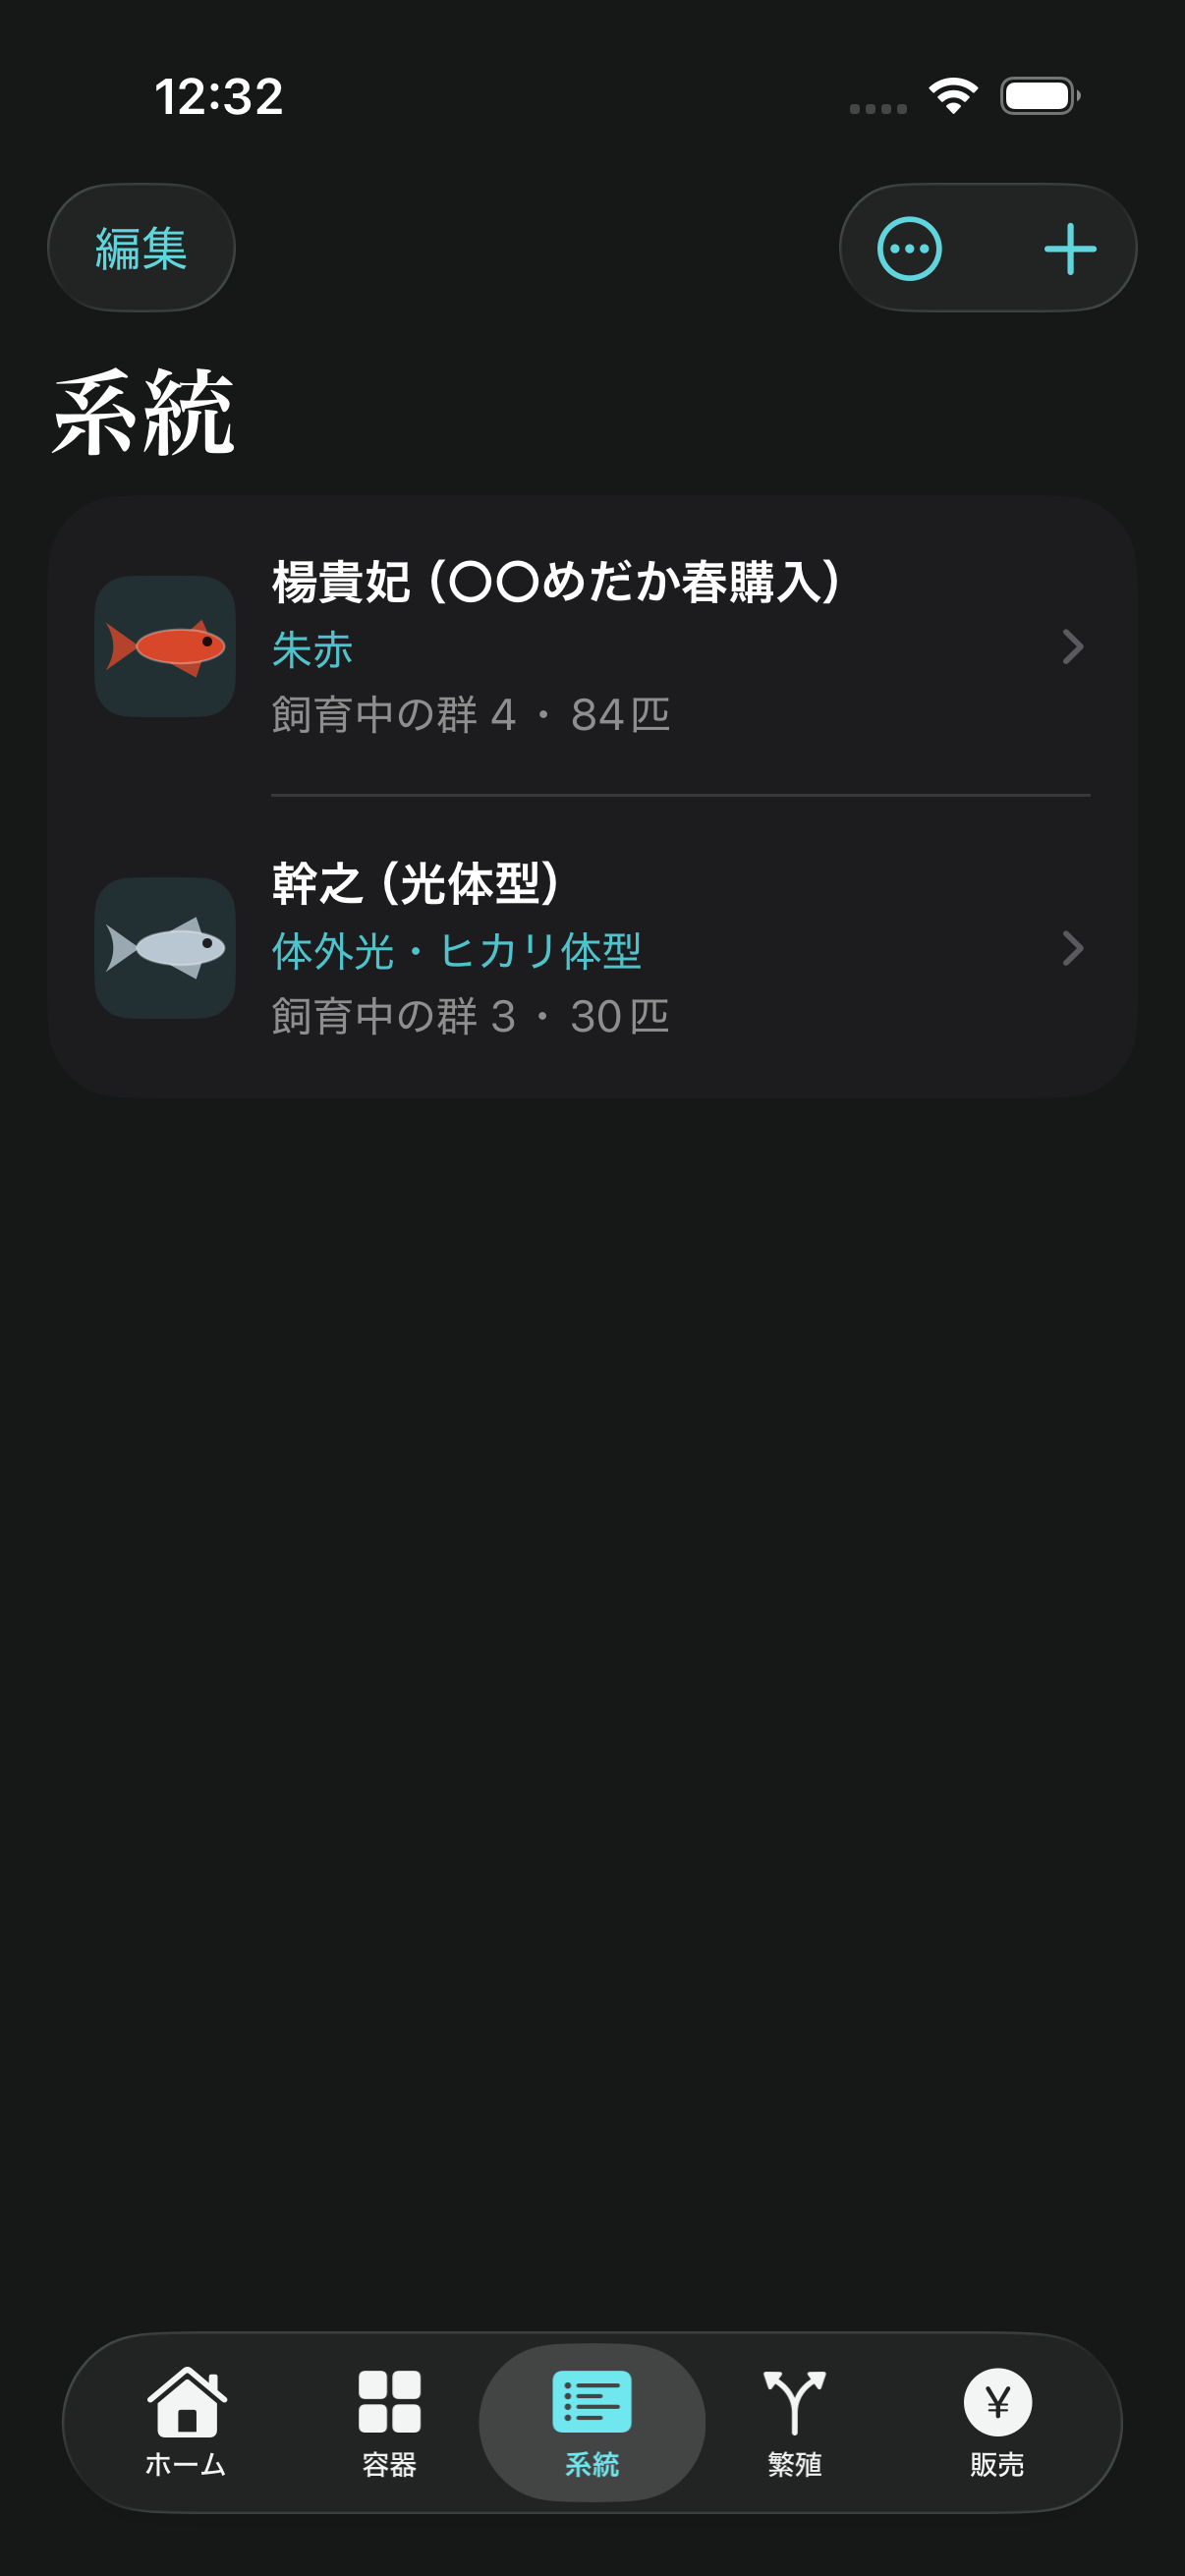 12:32
編集
系統
楊貴妃（〇〇めだか春購入）
朱赤
飼育中の群 4・84匹
幹之（光体型）
体外光・ヒカリ体型
飼育中の群 3・30匹
ホーム
容器
系統
繁殖
¥
販売